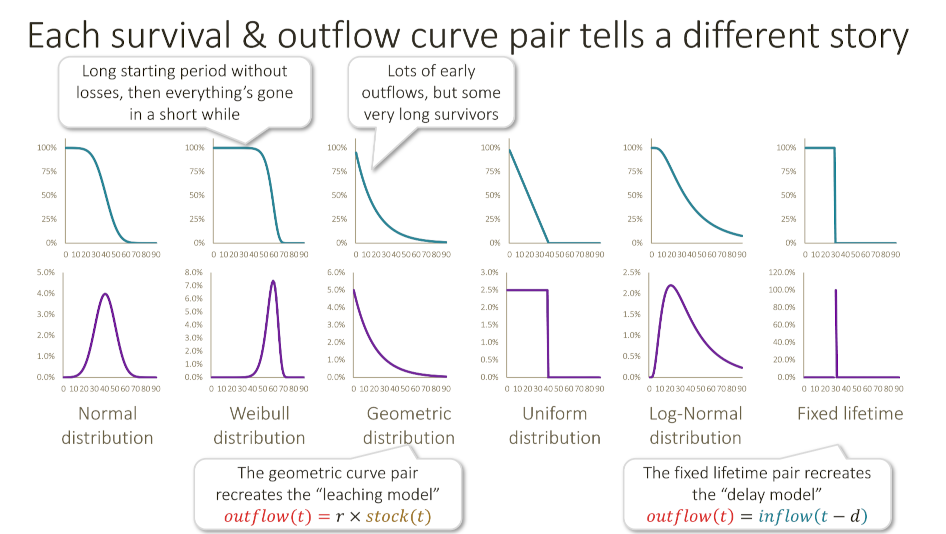 Each survival & outflow curve pair tells a different story
Long starting period without
losses, then everything's gone
in a short while
Lots of early
outflows, but some
very long survivors
100%
75%
50%
25%
0%
0 10 20 30 40 50 60 70 80 90
100%
75%
50%
25%
0%
0 10 20 30 40 50 60 70 80 90
100%
75%
50%
25%
0%
0 10 20 30 40 50 60 70 80 90
100%
75%
50%
25%
0%
0 10 20 30 40 50 60 70 80 90
100%
75%
50%
25%
0%
0 10 20 30 40 50 60 70 80 90
100%
75%
50%
25%
0%
0 10 20 30 40 50 60 70 80 90
5.0%
4.0%
3.0%
2.0%
1.0%
0.0%
0 10 20 30 40 50 60 70 80 90
8.0%
7.0%
6.0%
5.0%
4.0%
3.0%
2.0%
1.0%
0.0%
0 10 20 30 40 50 60 70 80 90
6.0%
5.0%
4.0%
3.0%
2.0%
1.0%
0.0%
0 10 20 30 40 50 60 70 80 90
3.0%
2.5%
2.0%
1.5%
1.0%
0.5%
0.0%
0 10 20 30 40 50 60 70 80 90
2.5%
2.0%
1.5%
1.0%
0.5%
0.0%
0 10 20 30 40 50 60 70 80 90
120.0%
100.0%
80.0%
60.0%
40.0%
20.0%
0.0%
0 10 20 30 40 50 60 70 80 90
Normal
distribution
Weibull
distribution
Geometric
distribution
Uniform
distribution
Log-Normal
distribution
Fixed lifetime
The geometric curve pair
recreates the “leaching model”
outflow(t) = r × stock(t)
The fixed lifetime pair recreates
the “delay model”
outflow(t) = inflow(t − d)